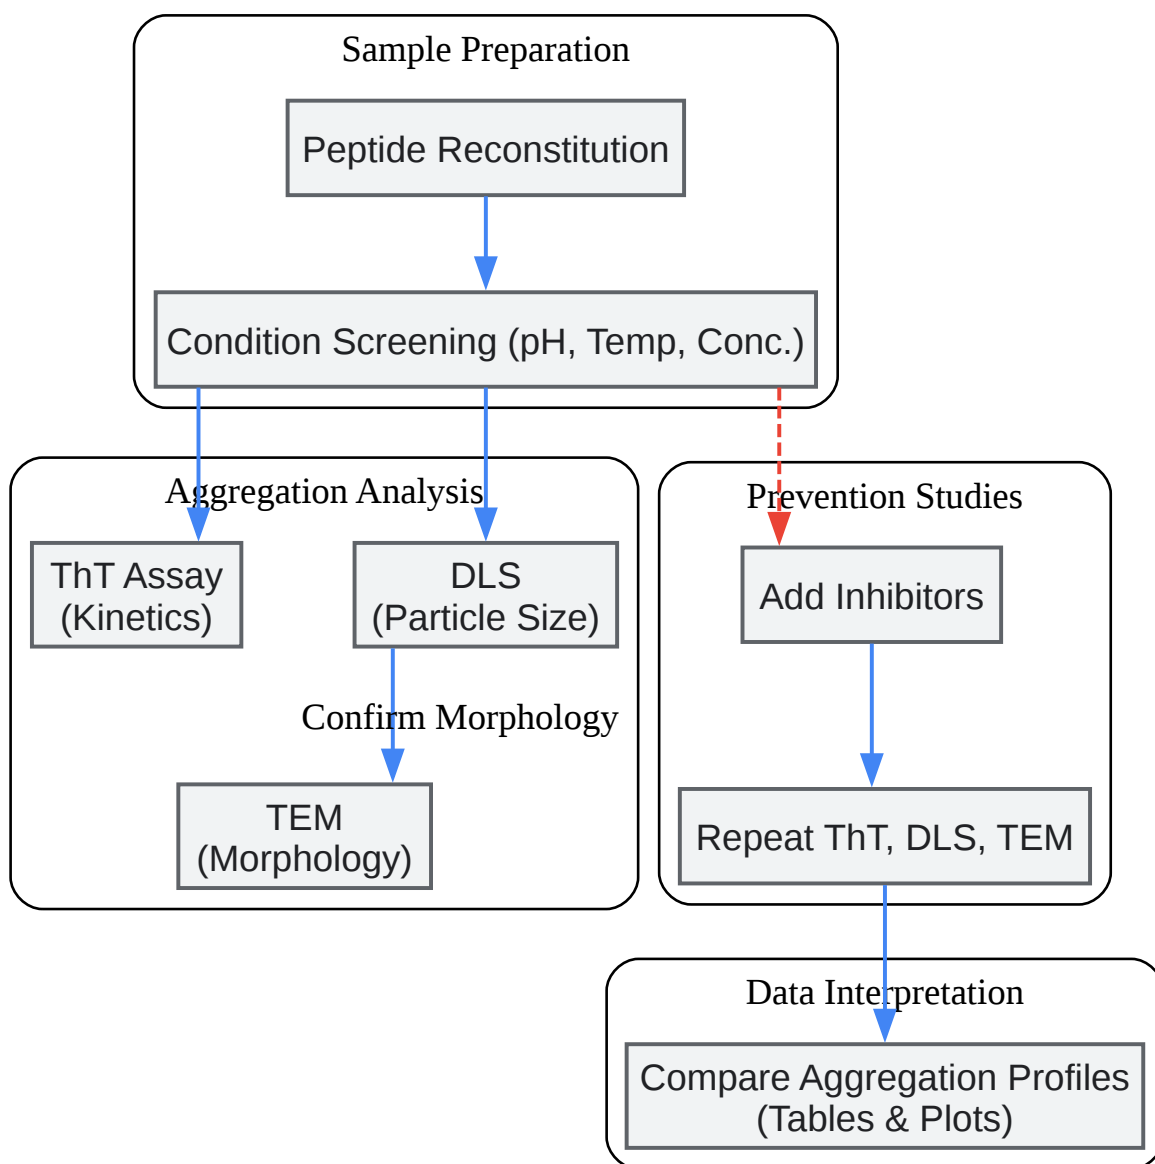 Sample Preparation
Peptide Reconstitution
Condition Screening (pH, Temp, Conc.)
Aggregation Analysis
ThT Assay
(Kinetics)
DLS
(Particle Size)
Confirm Morphology
TEM
(Morphology)
Prevention Studies
Add Inhibitors
Repeat ThT, DLS, TEM
Data Interpretation
Compare Aggregation Profiles
(Tables & Plots)